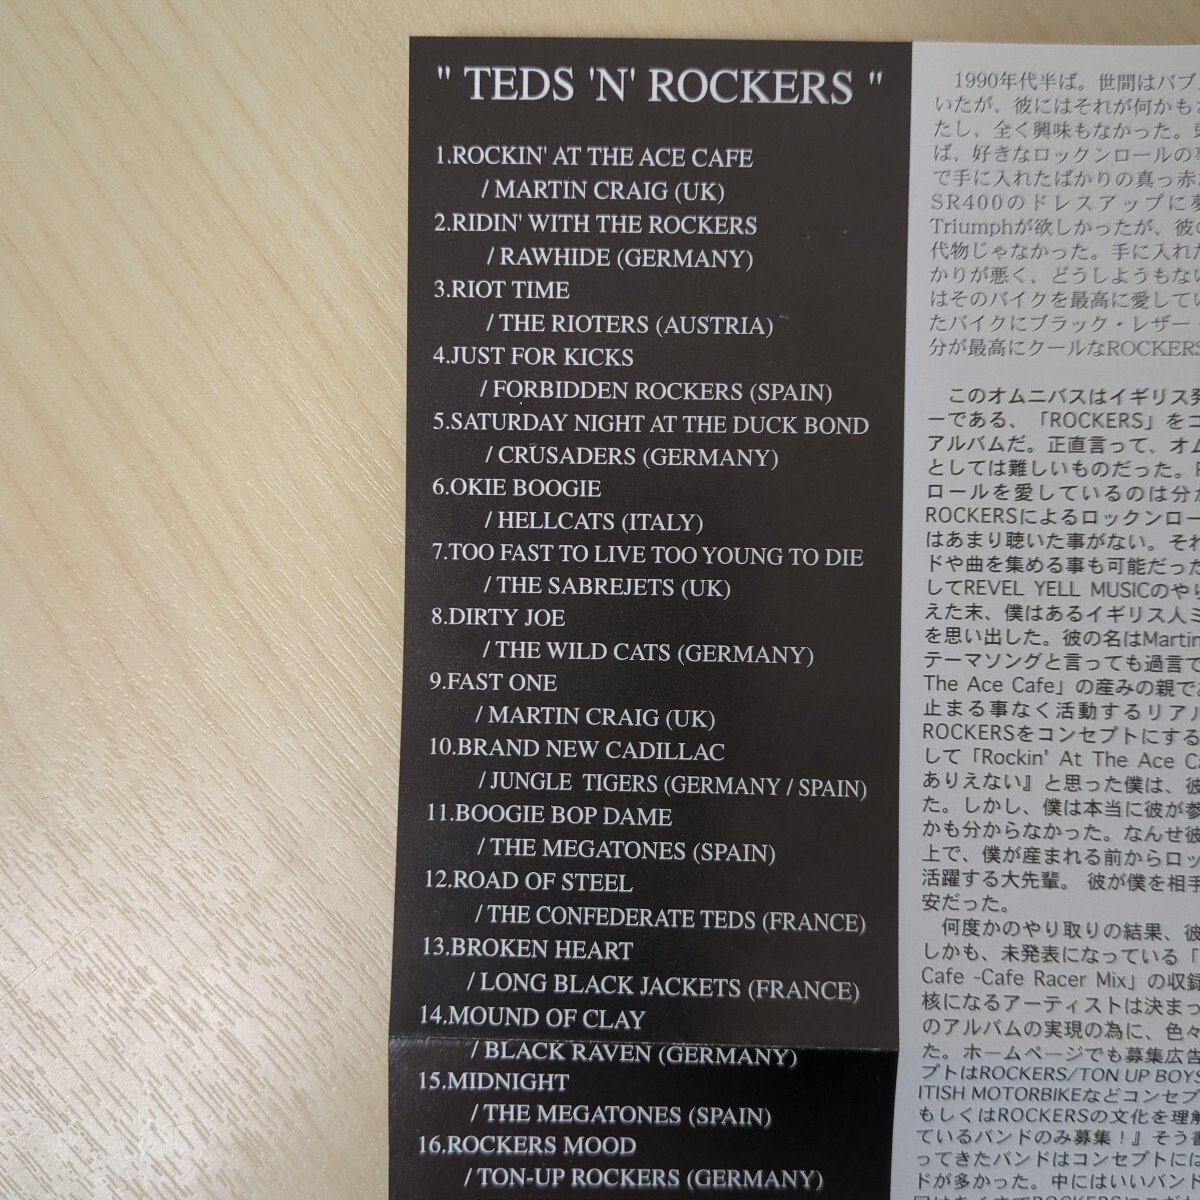 " TEDS 'N' ROCKERS "
1.ROCKIN' AT THE ACE CAFE
/ MARTIN CRAIG (UK)
2.RIDIN' WITH THE ROCKERS
/ RAWHIDE (GERMANY)
3.RIOT TIME
/ THE RIOTERS (AUSTRIA)
4.JUST FOR KICKS
/ FORBIDDEN ROCKERS (SPAIN)
5.SATURDAY NIGHT AT THE DUCK BOND
/ CRUSADERS (GERMANY)
6.OKIE BOOGIE
/ HELLCATS (ITALY)
7.TOO FAST TO LIVE TOO YOUNG TO DIE
/ THE SABREJETS (UK)
8.DIRTY JOE
/ THE WILD CATS (GERMANY)
9.FAST ONE
/ MARTIN CRAIG (UK)
10.BRAND NEW CADILLAC
/ JUNGLE TIGERS (GERMANY / SPAIN)
11.BOOGIE BOP DAME
/ THE MEGATONES (SPAIN)
12.ROAD OF STEEL
/ THE CONFEDERATE TEDS (FRANCE)
13.BROKEN HEART
/ LONG BLACK JACKETS (FRANCE)
14.MOUND OF CLAY
/ BLACK RAVEN (GERMANY)
15.MIDNIGHT
/ THE MEGATONES (SPAIN)
16.ROCKERS MOOD
/ TON-UP ROCKERS (GERMANY)
1990年代半ば。世間はバブ
いたが、彼にはそれが何かも
たし、全く興味もなかった。
ば、好きなロックンロールの
で手に入れたばかりの真っ赤
SR400のドレスアップに
Triumphが欲しかったが、彼の
代物じゃなかった。手に入れた
かりが悪く、どうしようもない
はそのバイクを最高に愛してい
たバイクにブラック・レザー
分が最高にクールなROCKERS
このオムニバスはイギリス発
ーである、「ROCKERS」をコ
アルバムだ。正直言って、オム
としては難しいものだった。
ロールを愛しているのは分か
ROCKERSによるロックンロー
はあまり聴いた事がない。それ
ドや曲を集める事も可能だった
してREVEL YELL MUSICのやり
えた末、僕はあるイギリス人ミ
を思い出した。彼の名はMartin
テーマソングと言っても過言で
The Ace Cafe」の産みの親であ
止まる事なく活動するリアル
ROCKERSをコンセプトにする
して「Rockin' At The Ace Ca
ありえない』と思った僕は、彼
た。しかし、僕は本当に彼が参
かも分からなかった。なんせ彼
上で、僕が産まれる前からロッ
活躍する大先輩。 彼が僕を相手
安だった。
何度かのやり取りの結果、彼
しかも、未発表になっている「
Cafe -Cafe Racer Mix」の収録
核になるアーティストは決まっ
のアルバムの実現の為に、色々
た。ホームページでも募集広告
プトはROCKERS/TON UP BOYS
ITISH MOTORBIKEなどコンセプ
もしくはROCKERSの文化を理解
ているバンドのみ募集！』そう書
ってきたバンドはコンセプトには
ドが多かった。中にはいいバンド